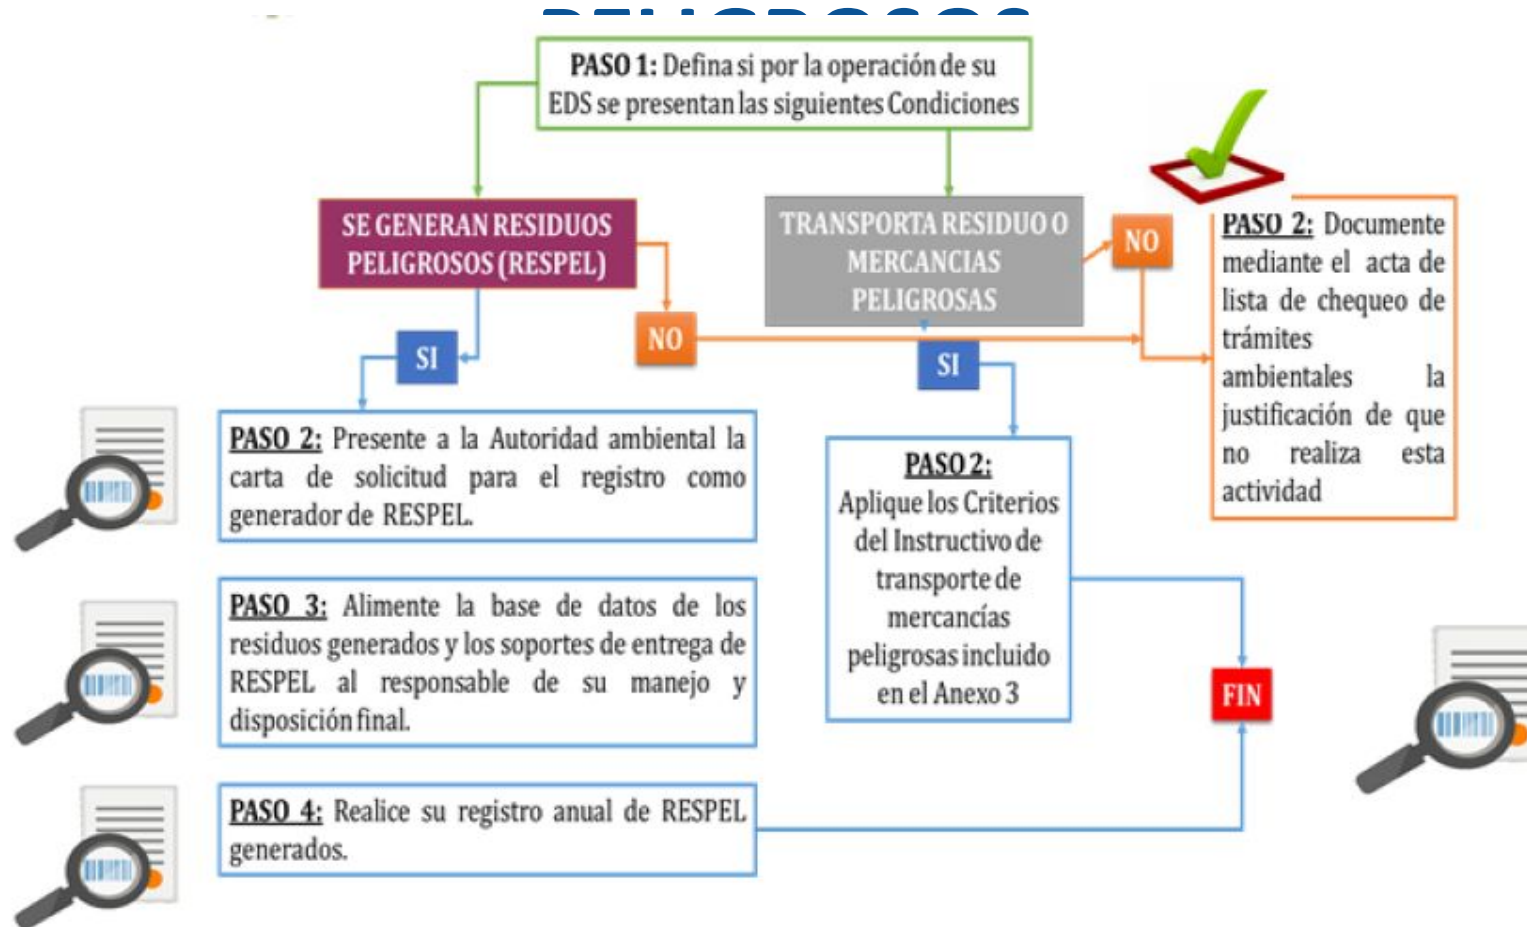 PELIGROSOS
PASO 1: Defina si por la operación de su
EDS se presentan las siguientes Condiciones
SE GENERAN RESIDUOS
PELIGROSOS (RESPEL)
TRANSPORTA RESIDUO O
MERCANCIAS
PELIGROSAS
NO
NO
SI
SI
PASO 2: Documente
mediante el acta de
lista de chequeo de
trámites
ambientales la
justificación de que
no realiza esta
actividad
PASO 2: Presente a la Autoridad ambiental la
carta de solicitud para el registro como
generador de RESPEL.
PASO 2:
Aplique los Criterios
del Instructivo de
transporte de
mercancías
peligrosas incluido
en el Anexo 3
PASO 3: Alimente la base de datos de los
residuos generados y los soportes de entrega de
RESPEL al responsable de su manejo y
disposición final.
FIN
PASO 4: Realice su registro anual de RESPEL
generados.